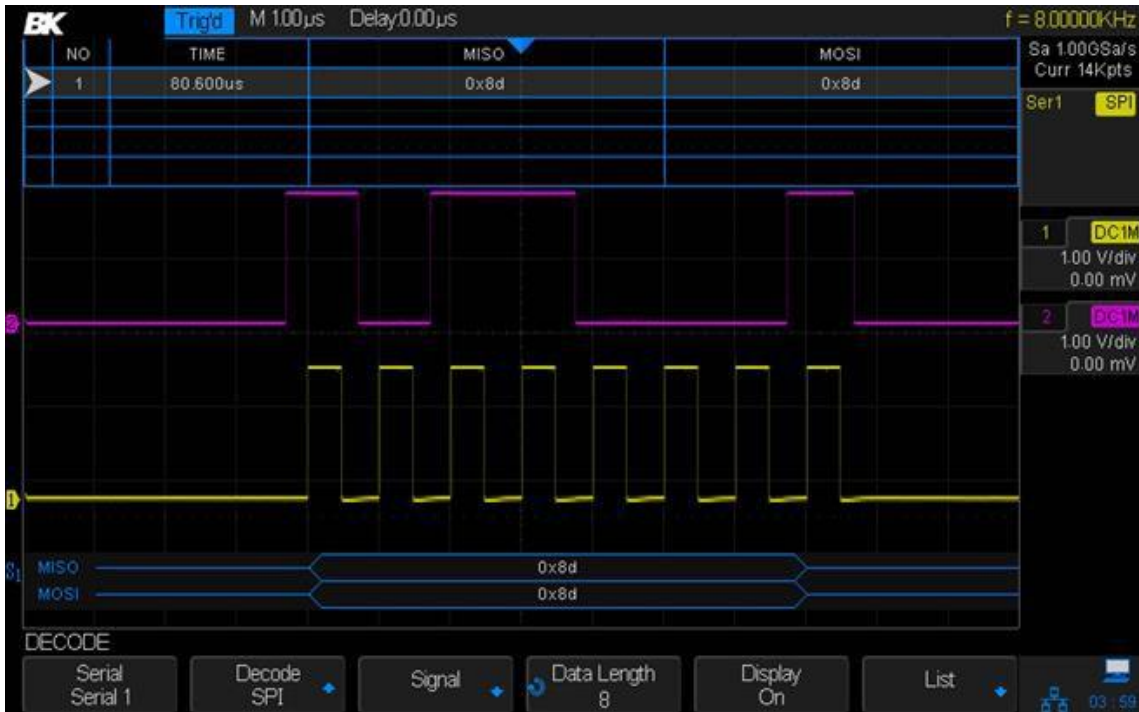 BK Trig'd M 1.00µs Delay:0.00µs f = 8.00000KHz
NO TIME MISO MOSI
1 80.600us 0x8d 0x8d
Sa 1.00GSa/s
Curr 14Kpts
Ser1 SPI
1 DC1M
1.00 V/div
0.00 mV
2 DC1M
1.00 V/div
0.00 mV
2
1
S1 MISO 0x8d
MOSI 0x8d
DECODE
Serial Decode Signal Data Length Display List
Serial 1 SPI 8 On
03:59